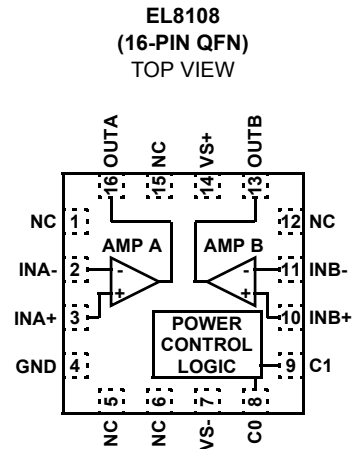 EL8108
(16-PIN QFN)
TOP VIEW
OUTA
NC
VS+
OUTB
16
15
14
13
NC 1
12 NC
AMP A
AMP B
INA- 2
-
-
11 INB-
INA+ 3
+
+
10 INB+
POWER
CONTROL
LOGIC
GND 4
9 C1
5
6
7
8
NC
NC
VS-
C0